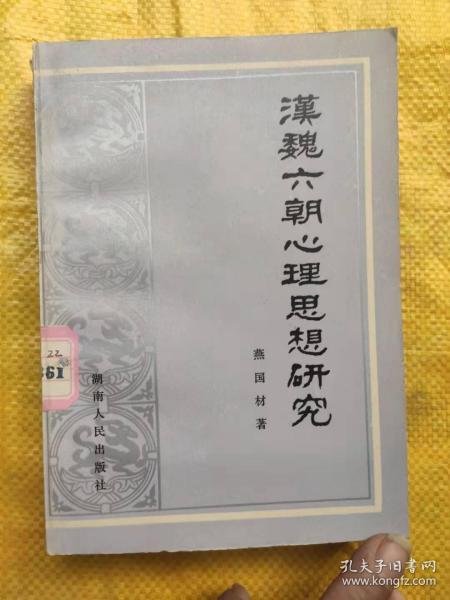 漢魏六朝心理思想研究
燕国材著
湖南人民出版社
22
361
孔夫子旧书网
www.kongfz.com